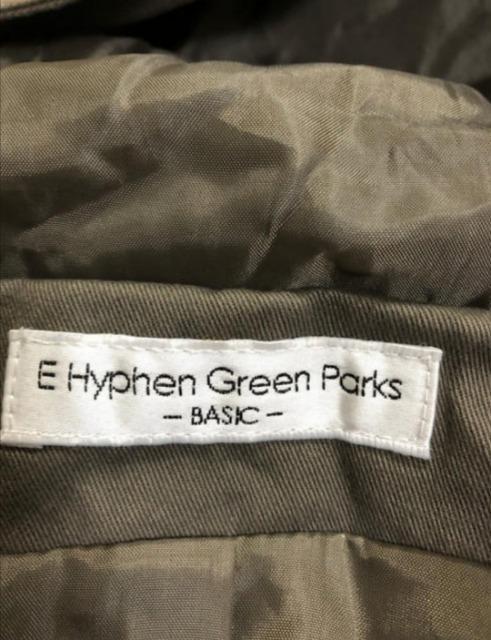 E Hyphen Green Parks
- BASIC -